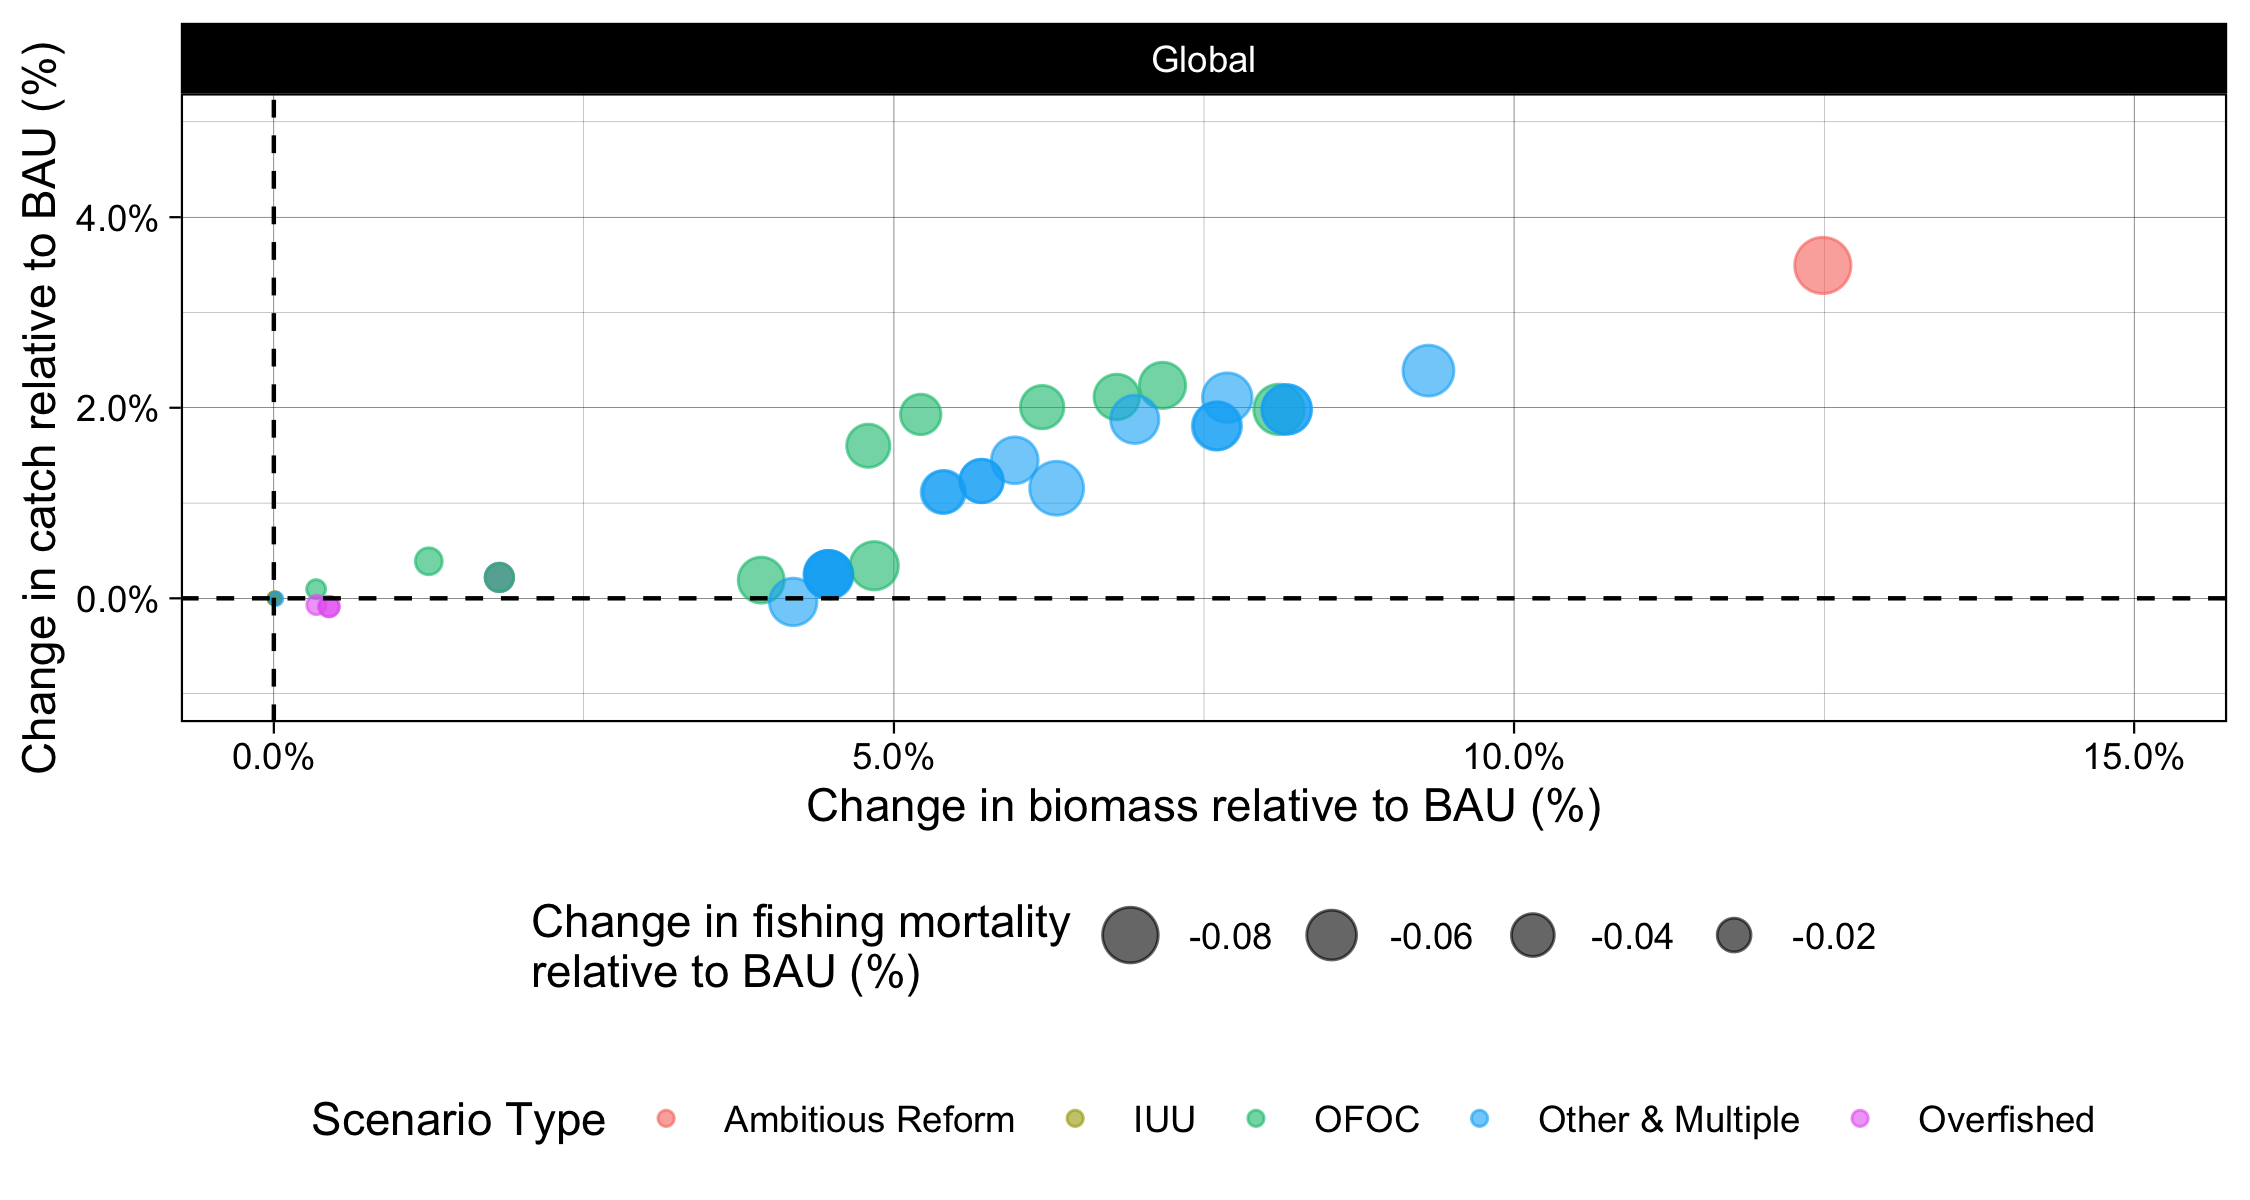 Global
Change in catch relative to BAU (%)
4.0%
2.0%
0.0%
0.0%
5.0%
10.0%
15.0%
Change in biomass relative to BAU (%)
Change in fishing mortality
relative to BAU (%)
-0.08
-0.06
-0.04
-0.02
Scenario Type
Ambitious Reform
IUU
OFOC
Other & Multiple
Overfished